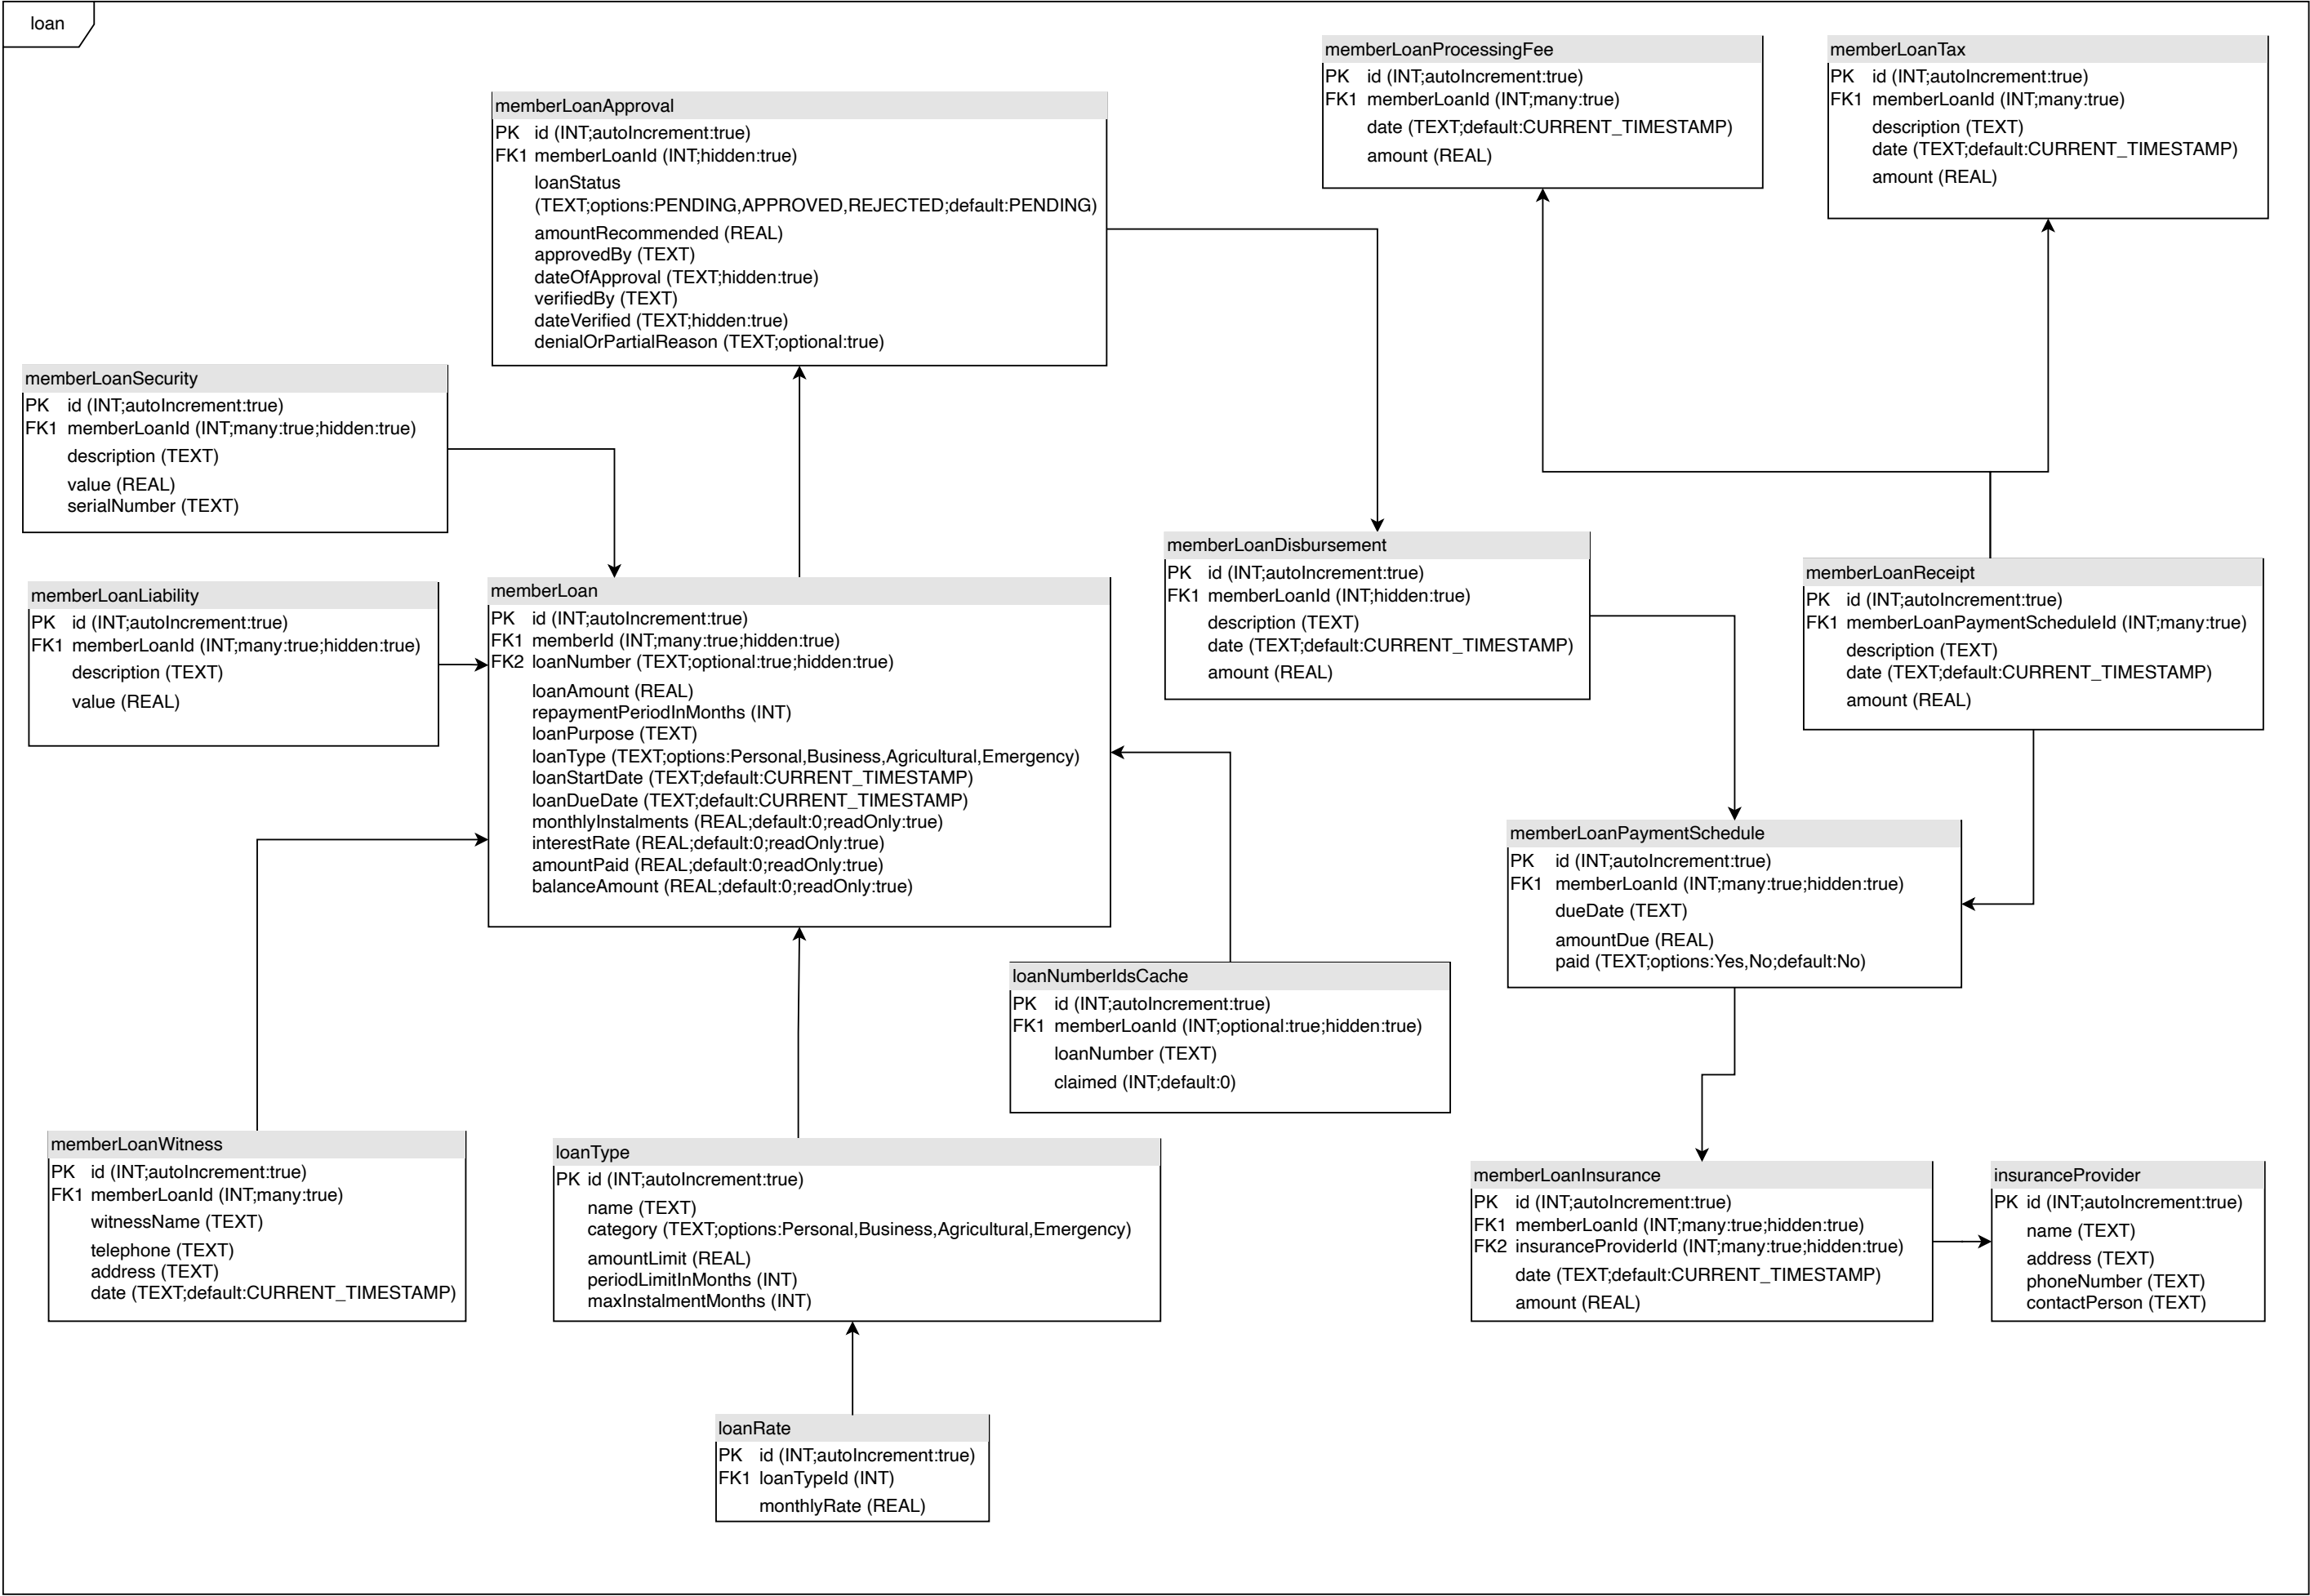 loan
memberLoanProcessingFee
PK id (INT;autoIncrement:true)
FK1 memberLoanId (INT;many:true)
date (TEXT;default:CURRENT_TIMESTAMP)
amount (REAL)
memberLoanTax
PK id (INT;autoIncrement:true)
FK1 memberLoanId (INT;many:true)
description (TEXT)
date (TEXT;default:CURRENT_TIMESTAMP)
amount (REAL)
memberLoanApproval
PK id (INT;autoIncrement:true)
FK1 memberLoanId (INT;hidden:true)
loanStatus
(TEXT;options:PENDING,APPROVED,REJECTED;default:PENDING)
amountRecommended (REAL)
approvedBy (TEXT)
dateOfApproval (TEXT;hidden:true)
verifiedBy (TEXT)
dateVerified (TEXT;hidden:true)
denialOrPartialReason (TEXT;optional:true)
memberLoanSecurity
PK id (INT;autoIncrement:true)
FK1 memberLoanId (INT;many:true;hidden:true)
description (TEXT)
value (REAL)
serialNumber (TEXT)
memberLoanLiability
PK id (INT;autoIncrement:true)
FK1 memberLoanId (INT;many:true;hidden:true)
description (TEXT)
value (REAL)
memberLoan
PK id (INT;autoIncrement:true)
FK1 memberId (INT;many:true;hidden:true)
FK2 loanNumber (TEXT;optional:true;hidden:true)
loanAmount (REAL)
repaymentPeriodInMonths (INT)
loanPurpose (TEXT)
loanType (TEXT;options:Personal,Business,Agricultural,Emergency)
loanStartDate (TEXT;default:CURRENT_TIMESTAMP)
loanDueDate (TEXT;default:CURRENT_TIMESTAMP)
monthlyInstalments (REAL;default:0;readOnly:true)
interestRate (REAL;default:0;readOnly:true)
amountPaid (REAL;default:0;readOnly:true)
balanceAmount (REAL;default:0;readOnly:true)
memberLoanDisbursement
PK id (INT;autoIncrement:true)
FK1 memberLoanId (INT;hidden:true)
description (TEXT)
date (TEXT;default:CURRENT_TIMESTAMP)
amount (REAL)
memberLoanReceipt
PK id (INT;autoIncrement:true)
FK1 memberLoanPaymentScheduleId (INT;many:true)
description (TEXT)
date (TEXT;default:CURRENT_TIMESTAMP)
amount (REAL)
memberLoanPaymentSchedule
PK id (INT;autoIncrement:true)
FK1 memberLoanId (INT;many:true;hidden:true)
dueDate (TEXT)
amountDue (REAL)
paid (TEXT;options:Yes,No;default:No)
loanNumberIdsCache
PK id (INT;autoIncrement:true)
FK1 memberLoanId (INT;optional:true;hidden:true)
loanNumber (TEXT)
claimed (INT;default:0)
memberLoanWitness
PK id (INT;autoIncrement:true)
FK1 memberLoanId (INT;many:true)
witnessName (TEXT)
telephone (TEXT)
address (TEXT)
date (TEXT;default:CURRENT_TIMESTAMP)
loanType
PK id (INT;autoIncrement:true)
name (TEXT)
category (TEXT;options:Personal,Business,Agricultural,Emergency)
amountLimit (REAL)
periodLimitInMonths (INT)
maxInstalmentMonths (INT)
memberLoanInsurance
PK id (INT;autoIncrement:true)
FK1 memberLoanId (INT;many:true;hidden:true)
FK2 insuranceProviderId (INT;many:true;hidden:true)
date (TEXT;default:CURRENT_TIMESTAMP)
amount (REAL)
insuranceProvider
PK id (INT;autoIncrement:true)
name (TEXT)
address (TEXT)
phoneNumber (TEXT)
contactPerson (TEXT)
loanRate
PK id (INT;autoIncrement:true)
FK1 loanTypeId (INT)
monthlyRate (REAL)